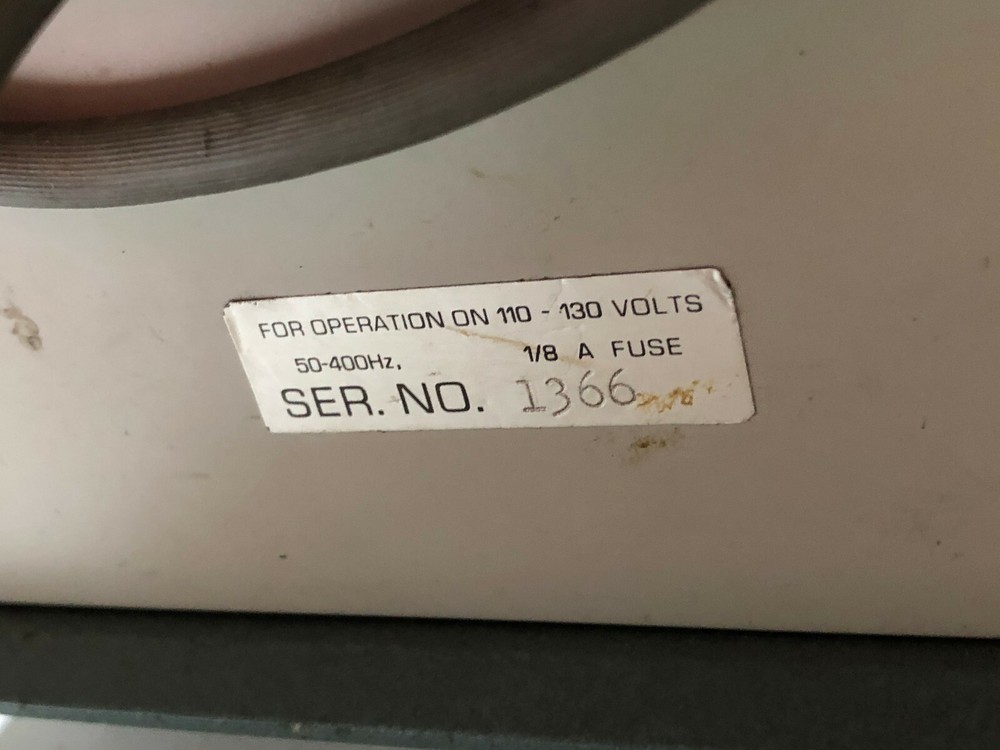 FOR OPERATION ON 110 - 130 VOLTS
50-400Hz, 1/8 A FUSE
SER. NO. 1366